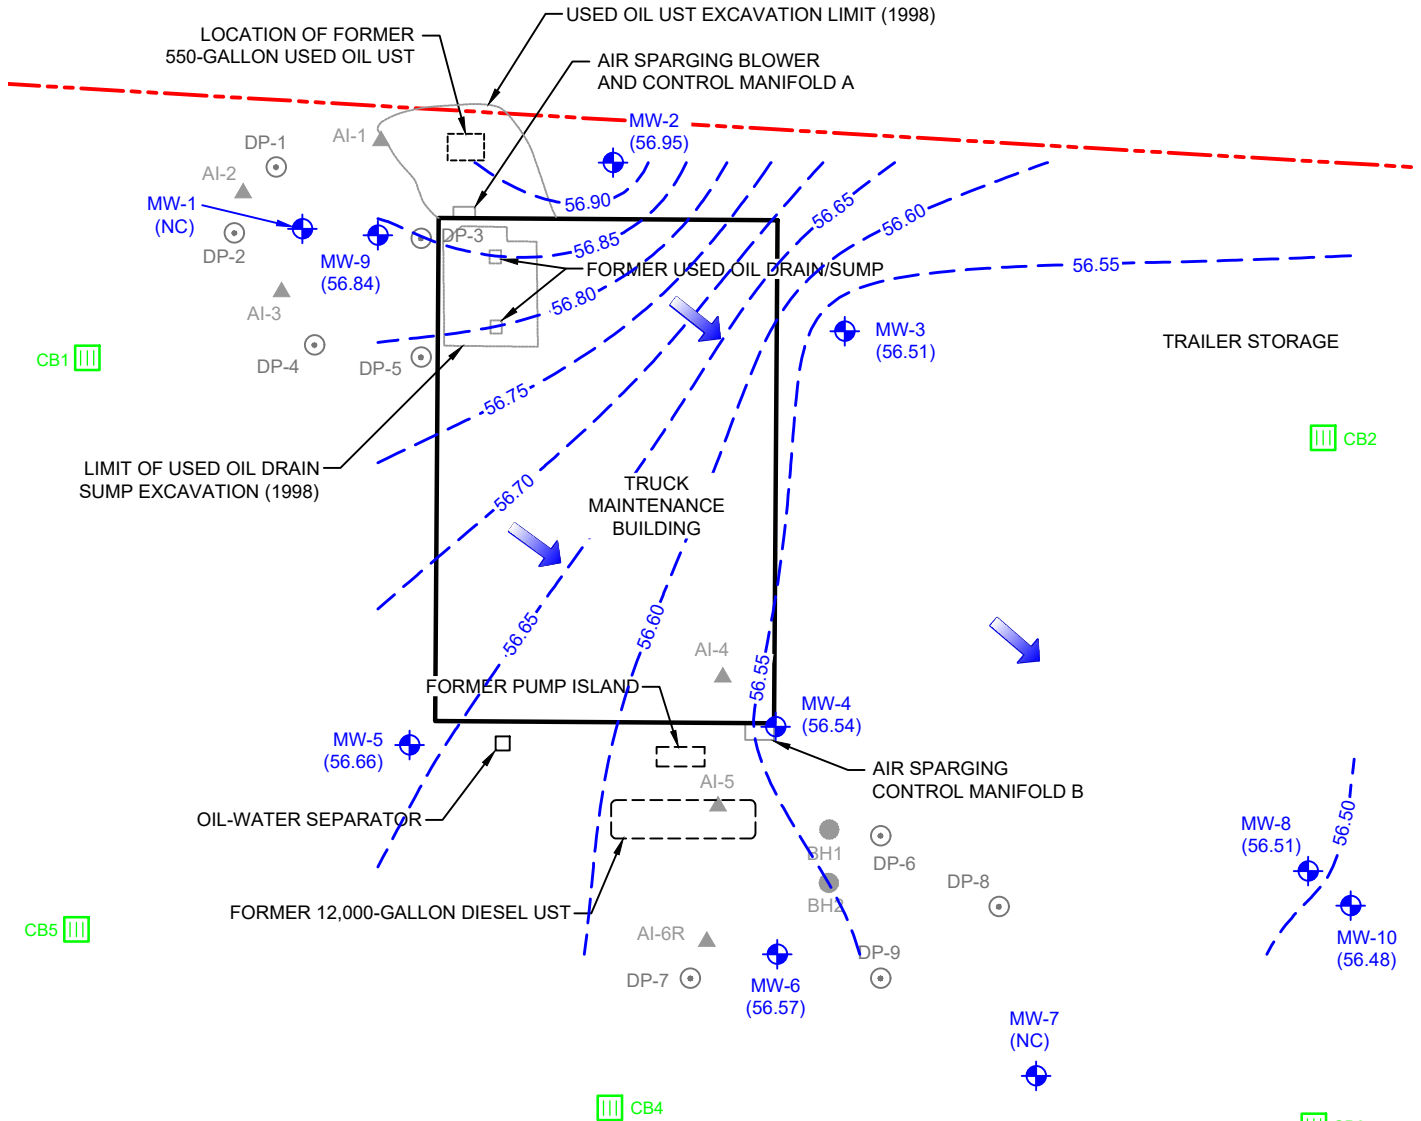 USED OIL UST EXCAVATION LIMIT (1998)
LOCATION OF FORMER
550-GALLON USED OIL UST
AIR SPARGING BLOWER
AND CONTROL MANIFOLD A
MW-2
(56.95)
AI-1
DP-1
AI-2
MW-1
(NC)
DP-2
MW-9
(56.84)
DP-3
AI-3
DP-4
DP-5
CB1
56.90
56.85
56.80
56.65
56.60
56.55
FORMER USED OIL DRAIN/SUMP
MW-3
(56.51)
TRAILER STORAGE
CB2
56.75
56.70
LIMIT OF USED OIL DRAIN
SUMP EXCAVATION (1998)
TRUCK
MAINTENANCE
BUILDING
56.65
56.60
56.55
AI-4
FORMER PUMP ISLAND
MW-4
(56.54)
MW-5
(56.66)
AIR SPARGING
CONTROL MANIFOLD B
AI-5
OIL-WATER SEPARATOR
BH1
DP-6
MW-8
(56.51)
56.50
BH2
DP-8
FORMER 12,000-GALLON DIESEL UST
CB5
AI-6R
MW-10
(56.48)
DP-7
DP-9
MW-6
(56.57)
MW-7
(NC)
CB4